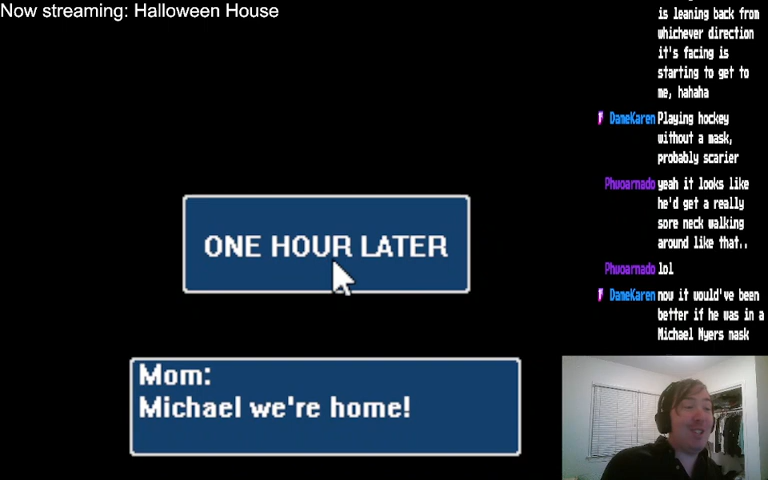 Now streaming: Halloween House
is leaning back from
whichever direction
it's facing is
starting to get to
me, hahaha
DameKaren Playing hockey
without a mask,
probably scarier
Phuoarnado yeah it looks like
he'd get a really
sore neck walking
around like that..
Phuoarnado lol
DameKaren now it would've been
better if he was in a
Michael Myers mask
ONE HOUR LATER
Mom:
Michael we're home!